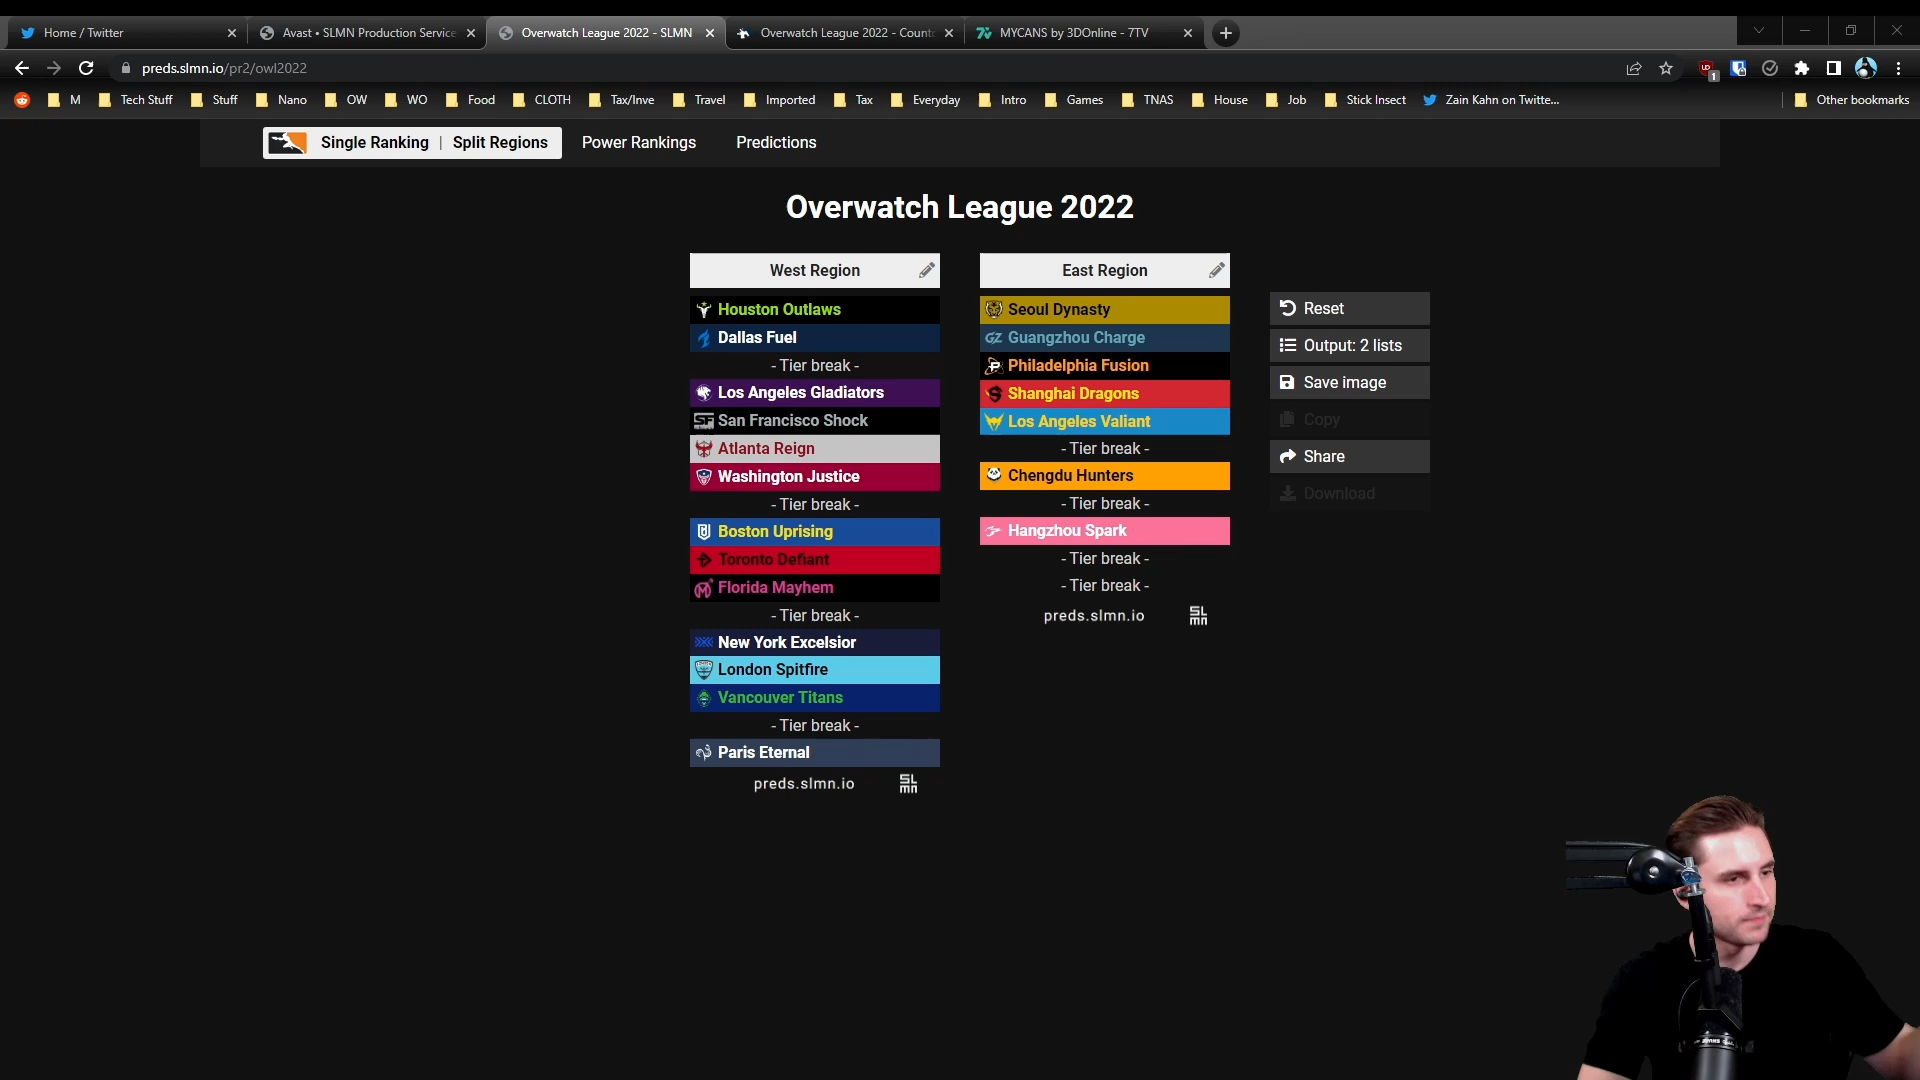 Home / Twitter
Avast • SLMN Production Service
Overwatch League 2022 - SLMN
Overwatch League 2022 - Count
MYCANS by 3DOnline - 7TV
preds.slmn.io/pr2/owl2022
1
M
Tech Stuff
Stuff
Nano
OW
WO
Food
CLOTH
Tax/Inve
Travel
Imported
Tax
Everyday
Intro
Games
TNAS
House
Job
Stick Insect
Zain Kahn on Twitte...
Other bookmarks
Single Ranking | Split Regions
Power Rankings
Predictions
Overwatch League 2022
West Region
Houston Outlaws
Dallas Fuel
- Tier break -
Los Angeles Gladiators
SF San Francisco Shock
Atlanta Reign
Washington Justice
- Tier break -
Boston Uprising
Toronto Defiant
Florida Mayhem
- Tier break -
New York Excelsior
London Spitfire
Vancouver Titans
- Tier break -
Paris Eternal
preds.slmn.io SL
mn
East Region
Seoul Dynasty
GZ Guangzhou Charge
Philadelphia Fusion
Shanghai Dragons
Los Angeles Valiant
- Tier break -
Chengdu Hunters
- Tier break -
Hangzhou Spark
- Tier break -
- Tier break -
preds.slmn.io SL
mn
Reset
Output: 2 lists
Save image
Copy
Share
Download